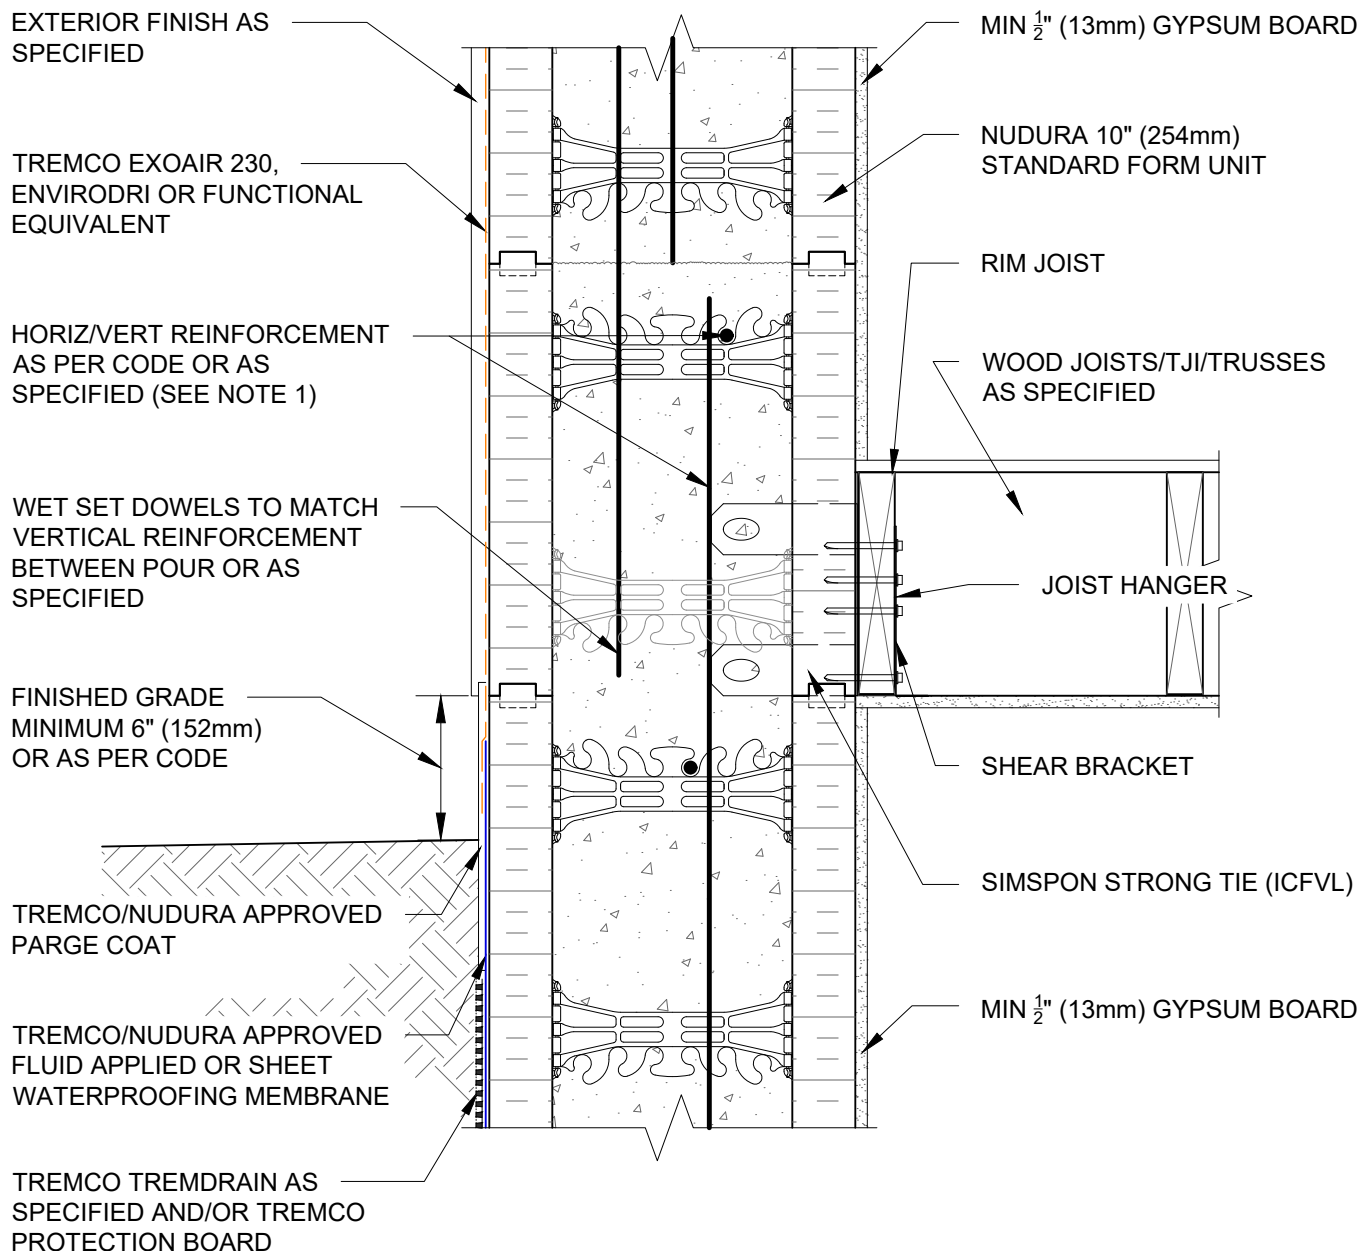 EXTERIOR FINISH AS
SPECIFIED
TREMCO EXOAIR 230,
ENVIRODRI OR FUNCTIONAL
EQUIVALENT
HORIZ/VERT REINFORCEMENT
AS PER CODE OR AS
SPECIFIED (SEE NOTE 1)
WET SET DOWELS TO MATCH
VERTICAL REINFORCEMENT
BETWEEN POUR OR AS
SPECIFIED
FINISHED GRADE
MINIMUM 6" (152mm)
OR AS PER CODE
TREMCO/NUDURA APPROVED
PARGE COAT
TREMCO/NUDURA APPROVED
FLUID APPLIED OR SHEET
WATERPROOFING MEMBRANE
TREMCO TREMDRAIN AS
SPECIFIED AND/OR TREMCO
PROTECTION BOARD
MIN 1/2" (13mm) GYPSUM BOARD
NUDURA 10" (254mm)
STANDARD FORM UNIT
RIM JOIST
WOOD JOISTS/TJI/TRUSSES
AS SPECIFIED
JOIST HANGER
SHEAR BRACKET
SIMSPON STRONG TIE (ICFVL)
MIN 1/2" (13mm) GYPSUM BOARD